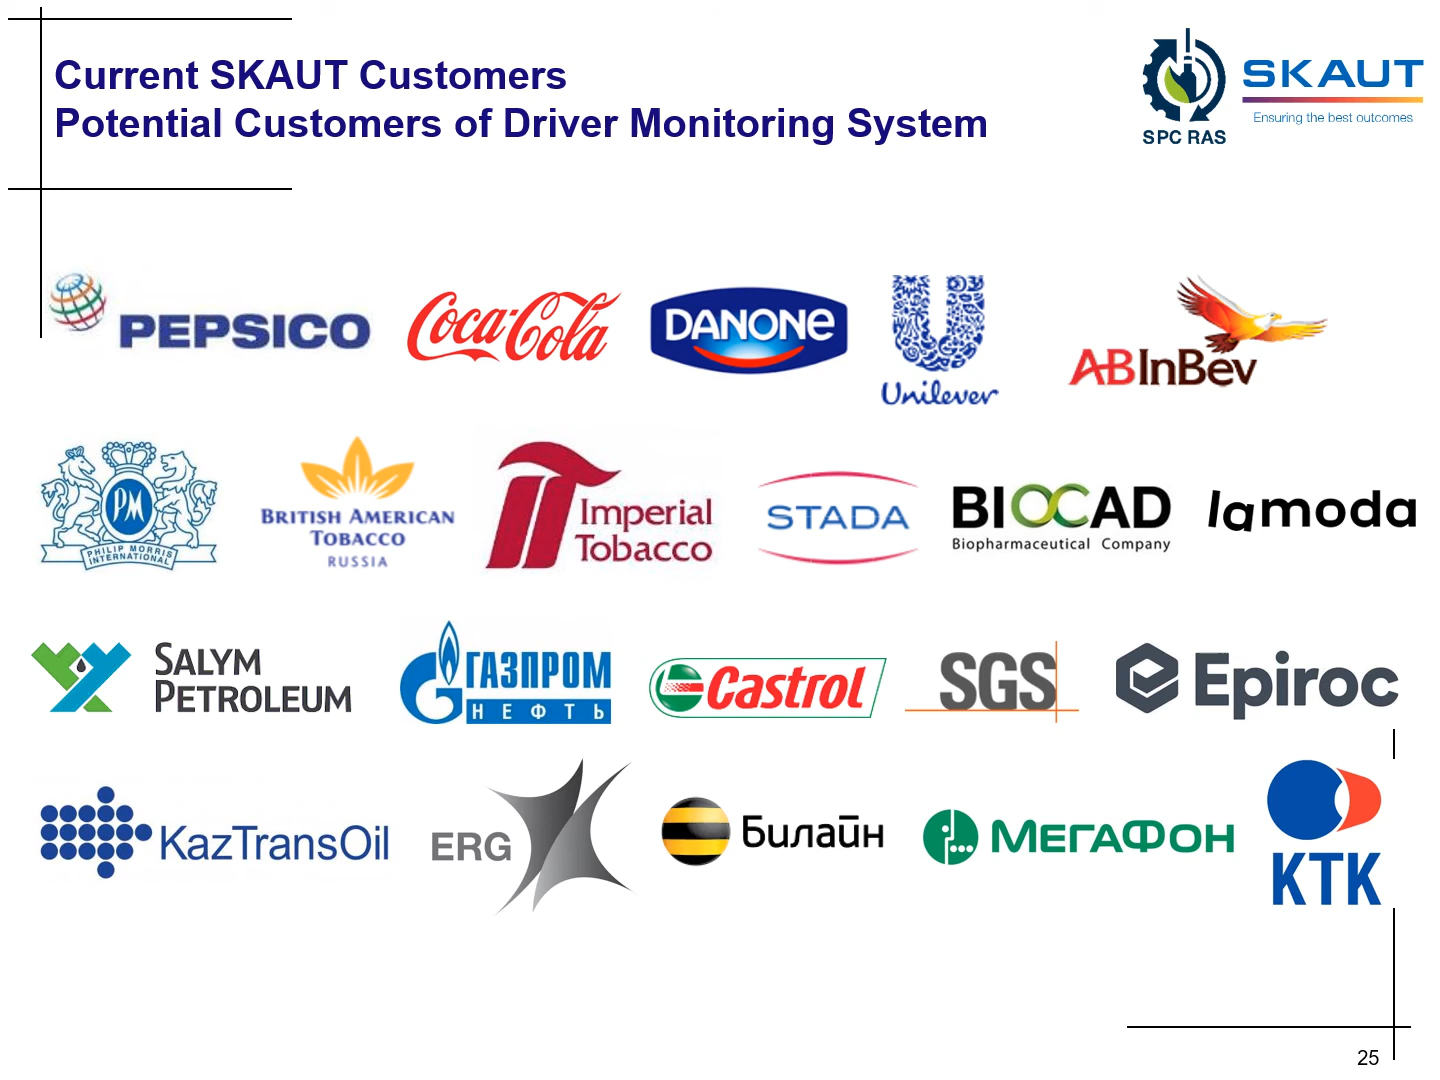 Current SKAUT Customers
Potential Customers of Driver Monitoring System
SPC RAS
SKAUT
Ensuring the best outcomes
PEPSICO
Coca-Cola
DANONE
Unilever
ABInBev
PM
PHILIP MORRIS
INTERNATIONAL
BRITISH AMERICAN
TOBACCO
RUSSIA
Imperial
Tobacco
STADA
BIOCAD
Biopharmaceutical Company
lamoda
SALYM
PETROLEUM
ГАЗПРОМ
НЕФТЬ
Castrol
SGS
Epiroc
KazTransOil
ERG
Билайн
МЕГАФОН
КТК
25